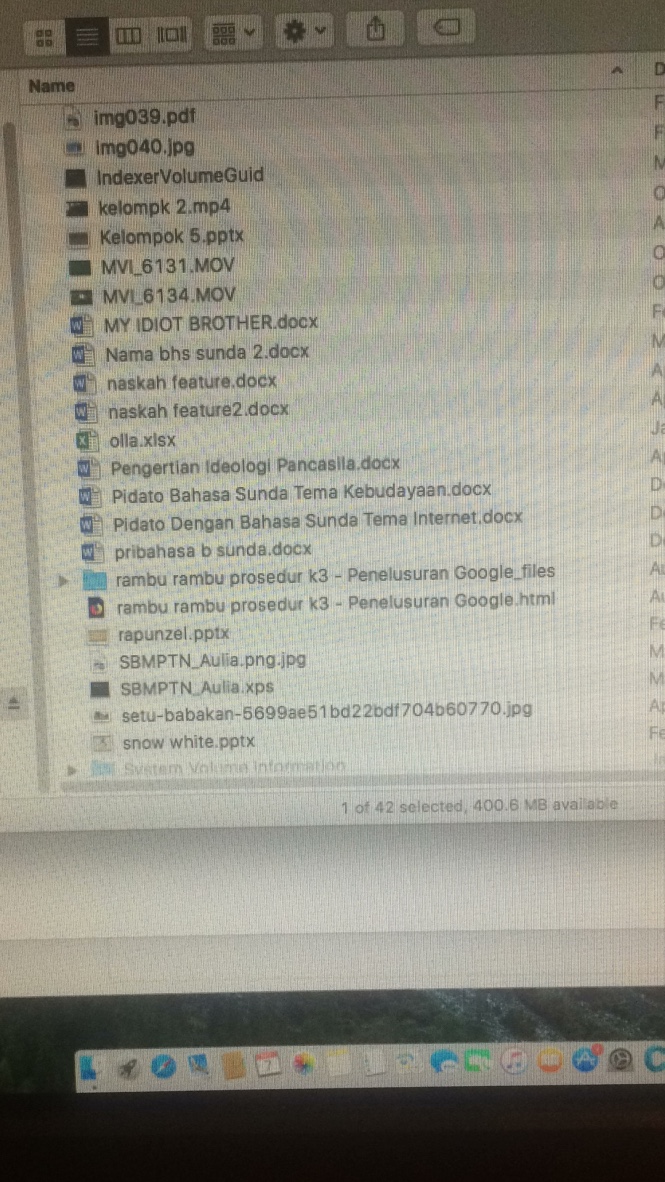 Name
img039.pdf
img040.jpg
IndexerVolumeGuid
kelompk 2.mp4
Kelompok 5.pptx
MVI_6131.MOV
MVI_6134.MOV
MY IDIOT BROTHER.docx
Nama bhs sunda 2.docx
naskah feature.docx
naskah feature2.docx
olla.xlsx
Pengertian Ideologi Pancasila.docx
Pidato Bahasa Sunda Tema Kebudayaan.docx
Pidato Dengan Bahasa Sunda Tema Internet.docx
pribahasa b sunda.docx
rambu rambu prosedur k3 - Penelusuran Google_files
rambu rambu prosedur k3 - Penelusuran Google.html
rapunzel.pptx
SBMPTN_Aulia.png.jpg
SBMPTN_Aulia.xps
setu-babakan-5699ae51bd22bdf704b60770.jpg
snow white.pptx
System Volume Information
1 of 42 selected, 400.6 MB available